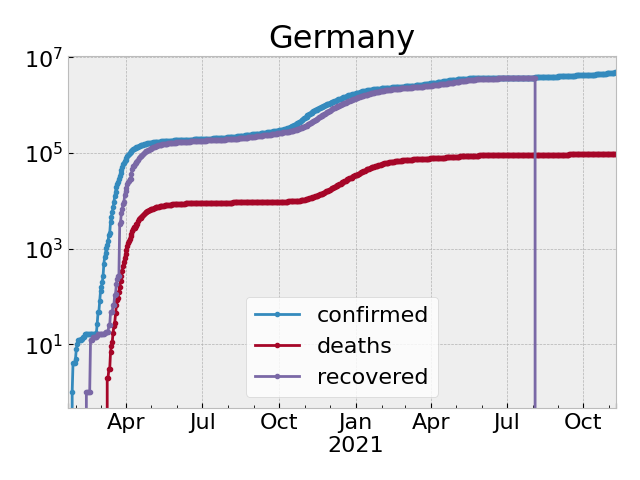 Germany
10^7
10^5
10^3
10^1
confirmed
deaths
recovered
Apr Jul Oct Jan Apr Jul Oct
2021